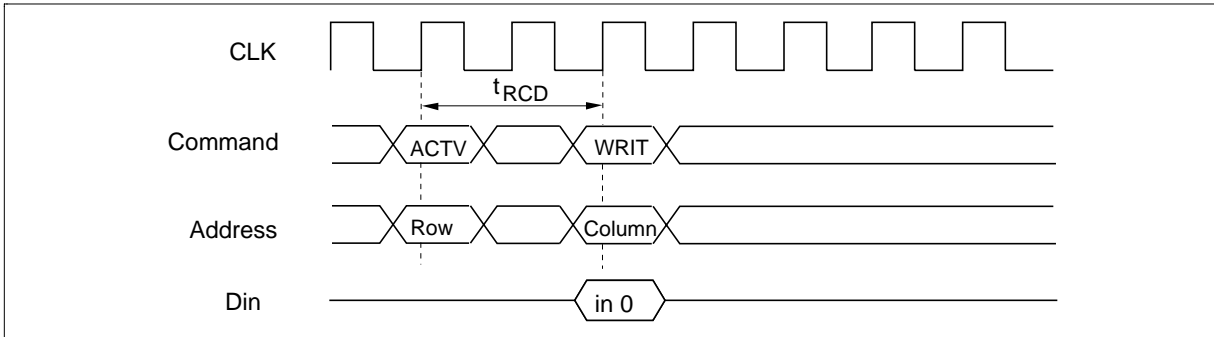 CLK
tRCD
Command ACTV WRIT
Address Row Column
Din in 0